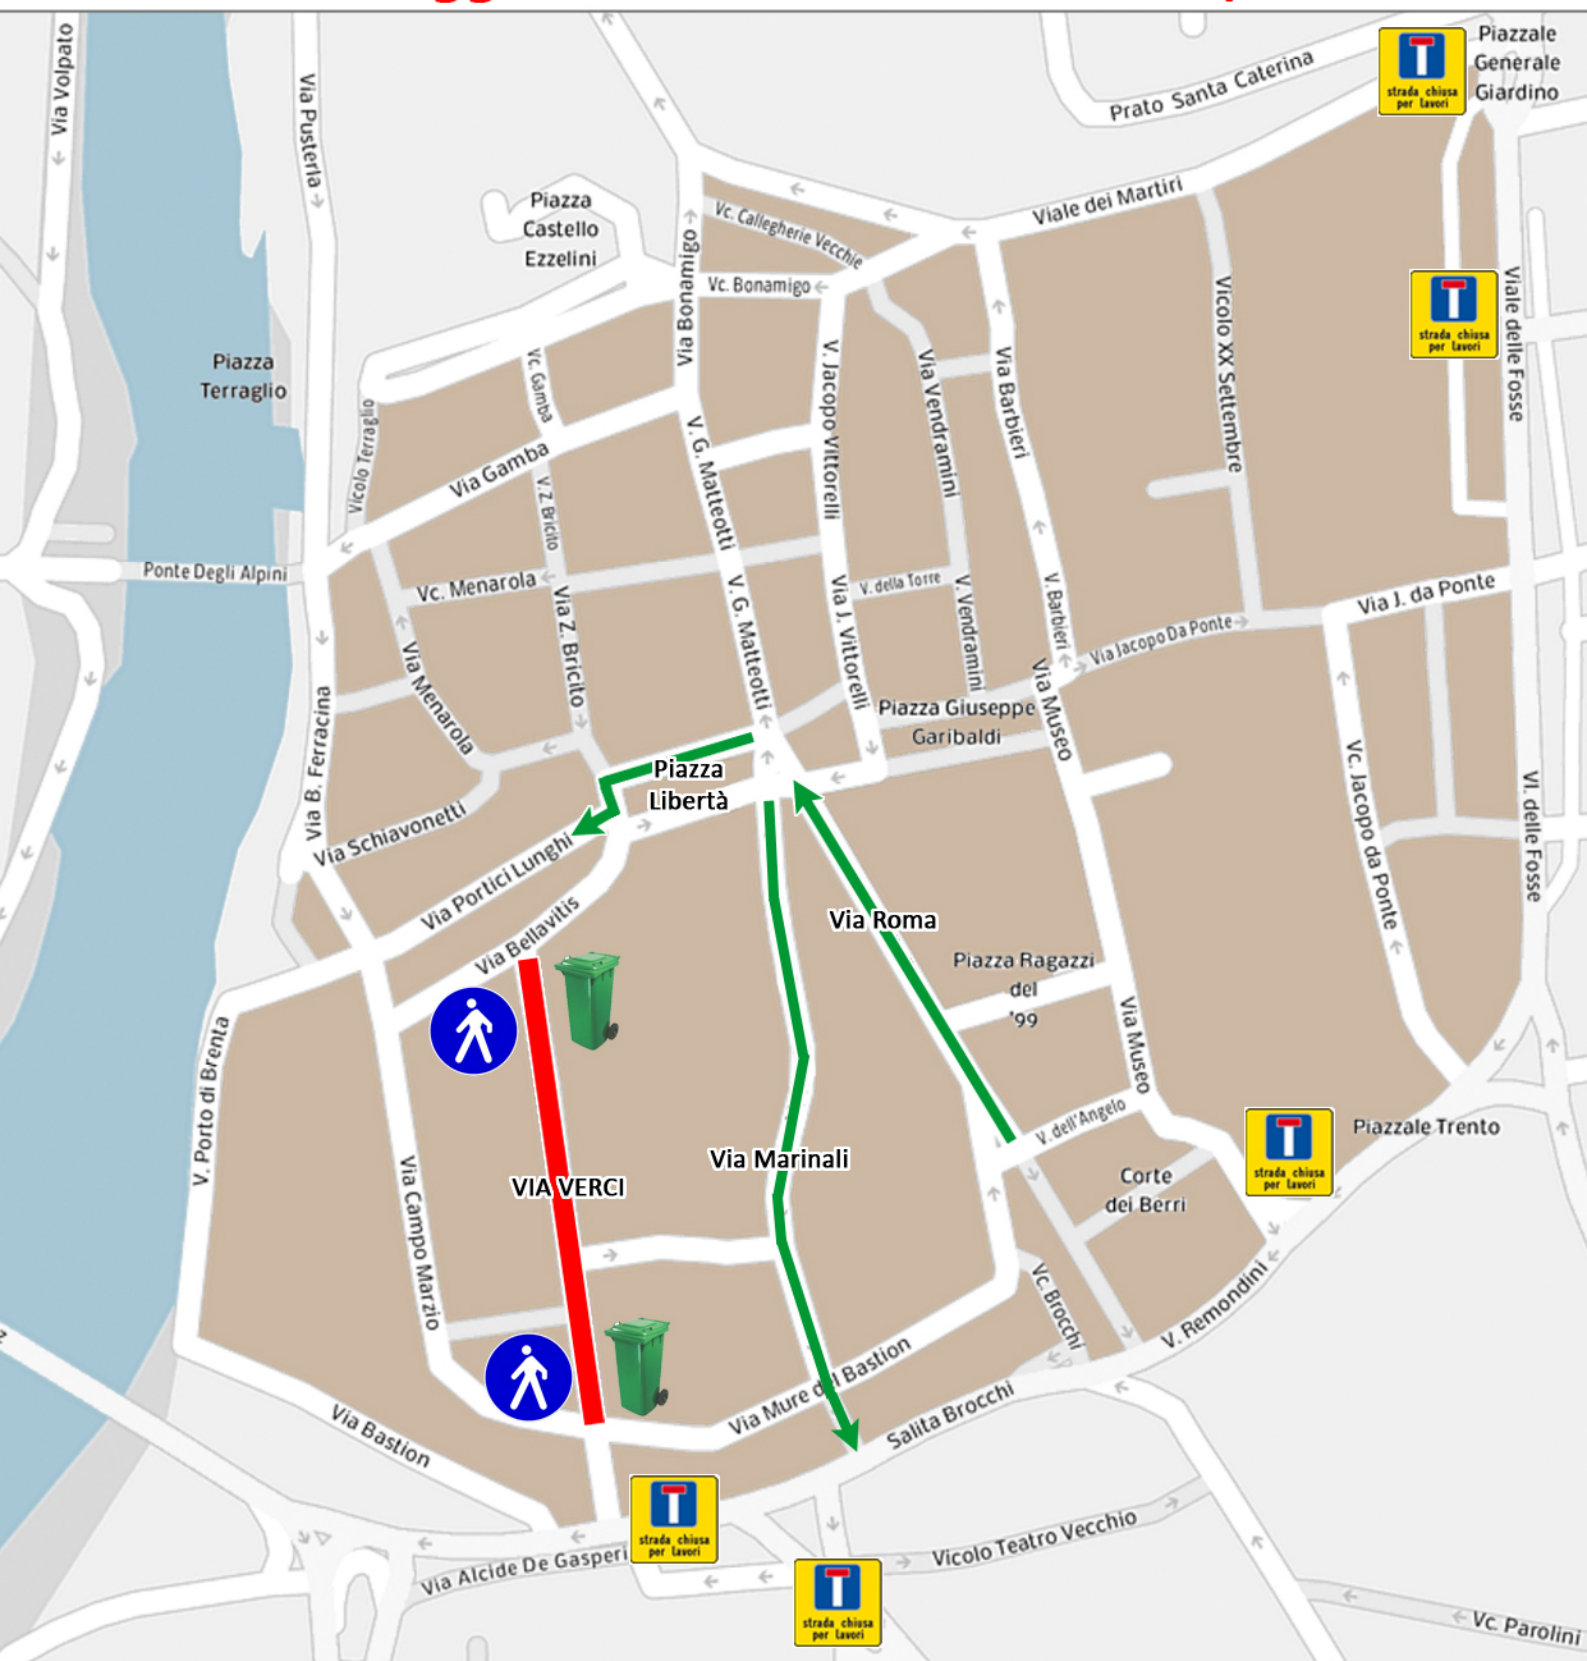 Piazzale
Generale
Giardino
strada chiusa
per lavori
Prato Santa Caterina
Via Volpato
Via Pusterla
Viale dei Martiri
Piazza
Castello
Ezzelini
Vc. Callegherie Vecchie
Vc. Bonamigo
Via Bonamigo
strada chiusa
per lavori
Viale delle Fosse
Vicolo XX Settembre
Piazza
Terraglio
Vc. Gamba
V. Jacopo Vittorelli
Via Vendramini
Via Barbieri
Vicolo Terraglio
Via Gamba
V. G. Matteotti
V. Z. Bricito
Ponte Degli Alpini
Vc. Menarola
Via Z. Bricito
V. G. Matteotti
Via J. Vittorelli
V. della Torre
V. Vendramini
V. Barbieri
Via J. da Ponte
Via Jacopo Da Ponte
Via Menarola
Via B. Ferracina
Piazza Giuseppe
Garibaldi
Via Museo
Vc. Jacopo da Ponte
Vl. delle Fosse
Piazza
Libertà
Via Schiavonetti
Via Portici Lunghi
Via Bellavitis
Via Roma
Piazza Ragazzi
del
'99
Via Museo
V. Porto di Brenta
V. dell'Angelo
Piazzale Trento
strada chiusa
per lavori
Via Marinali
Corte
dei Berri
VIA VERCI
Via Campo Marzio
Vc. Brocchi
V. Remondini
Via Mure del Bastion
Salita Brocchi
Via Bastion
strada chiusa
per lavori
Via Alcide De Gasperi
Vicolo Teatro Vecchio
strada chiusa
per lavori
Vc. Parolini